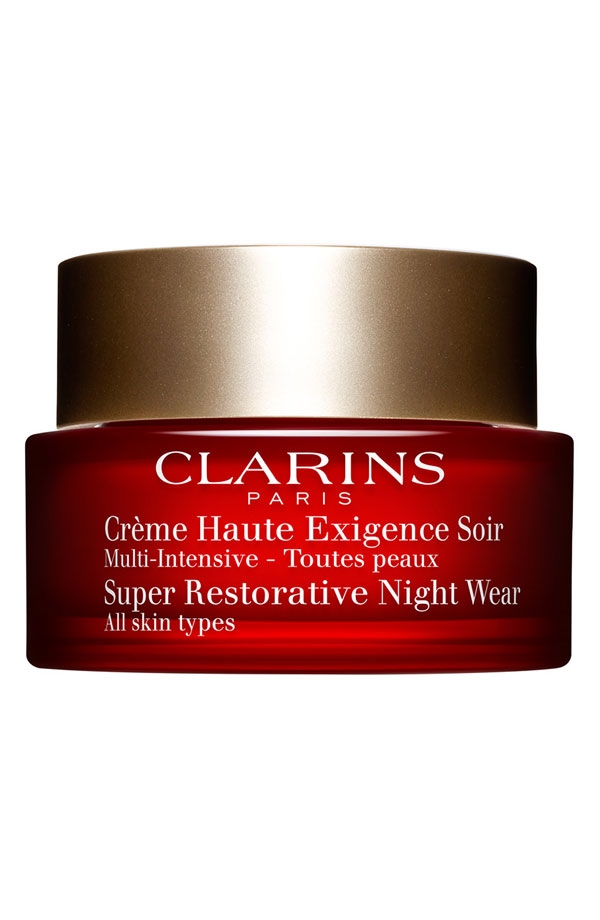 CLARINS
PARIS
Crème Haute Exigence Soir
Multi-Intensive - Toutes peaux
Super Restorative Night Wear
All skin types